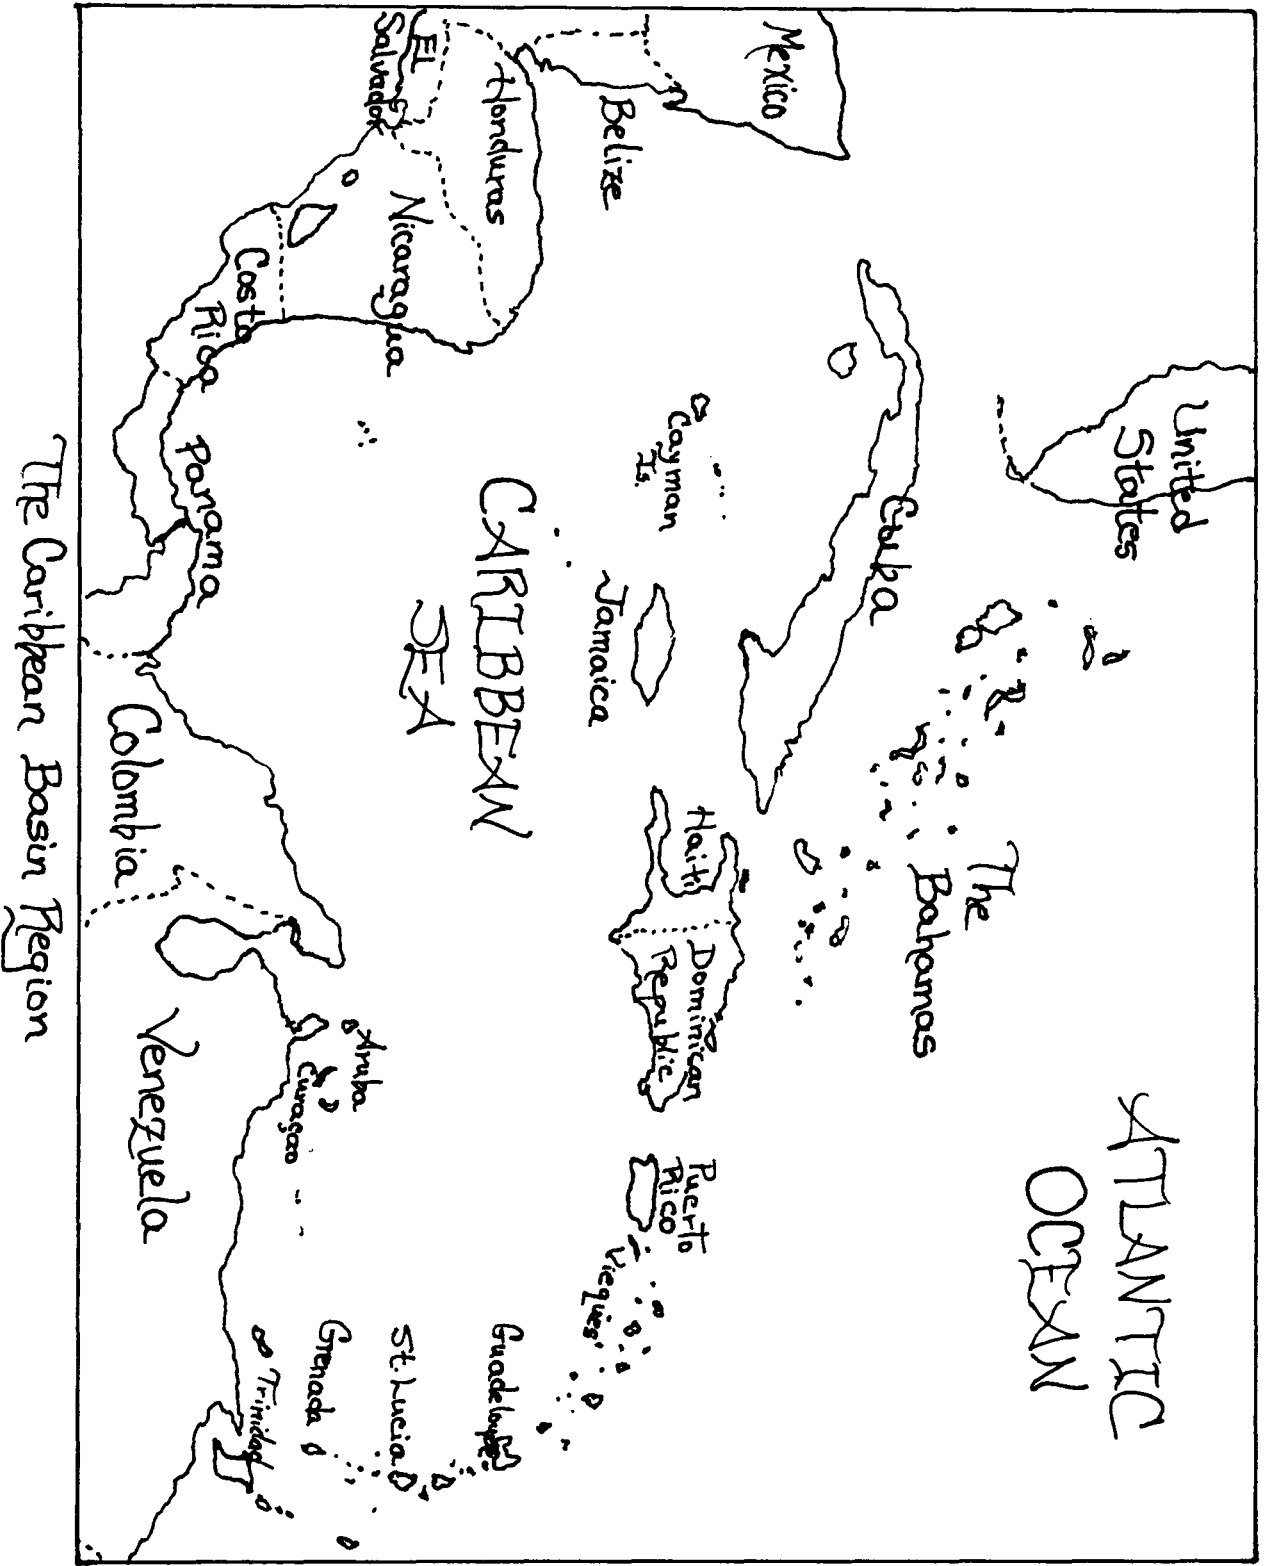 Mexico
United
States
ATLANTIC
OCEAN
The
Bahamas
Cuba
Belize
Cayman
Is.
Jamaica
Haiti
Dominican
Republic
Puerto
Rico
Vieques
Honduras
El
Salvador
Nicaragua
CARIBBEAN
SEA
Guadeloupe
St. Lucia
Grenada
Trinidad
Aruba
Curaçao
Costa
Rica
Panama
Colombia
Venezuela
The Caribbean Basin Region